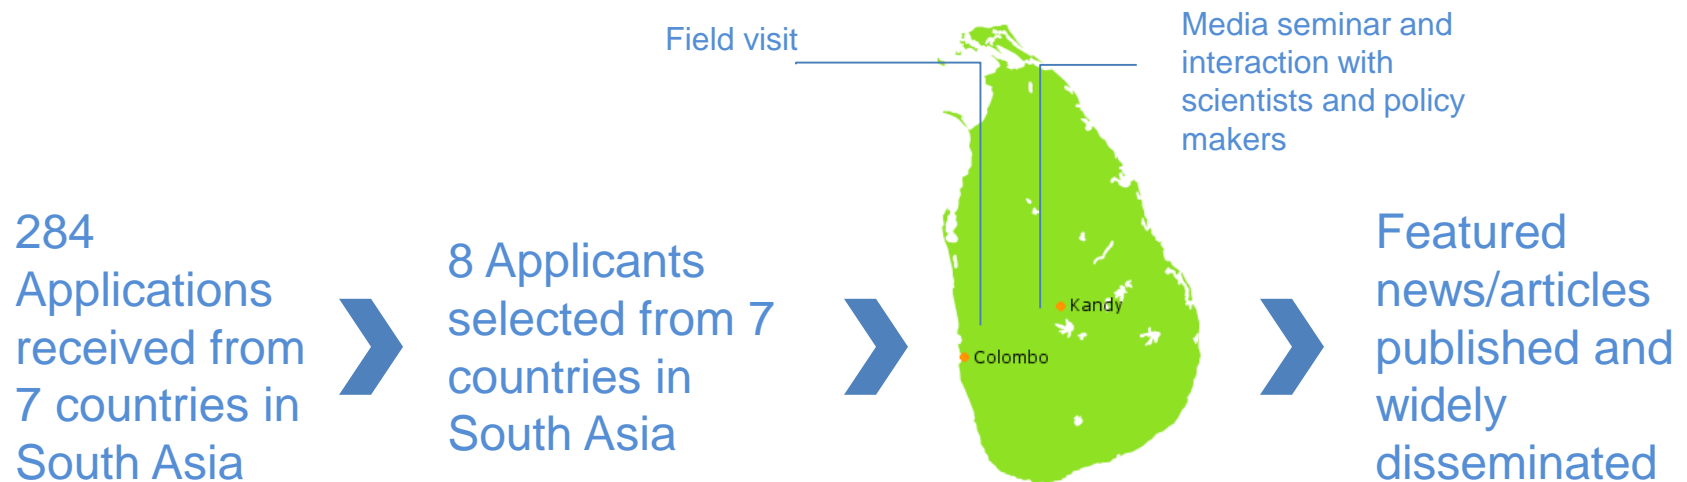 284
Applications
received from
7 countries in
South Asia
8 Applicants
selected from 7
countries in
South Asia
Field visit
Media seminar and
interaction with
scientists and policy
makers
Kandy
Colombo
Featured
news/articles
published and
widely
disseminated